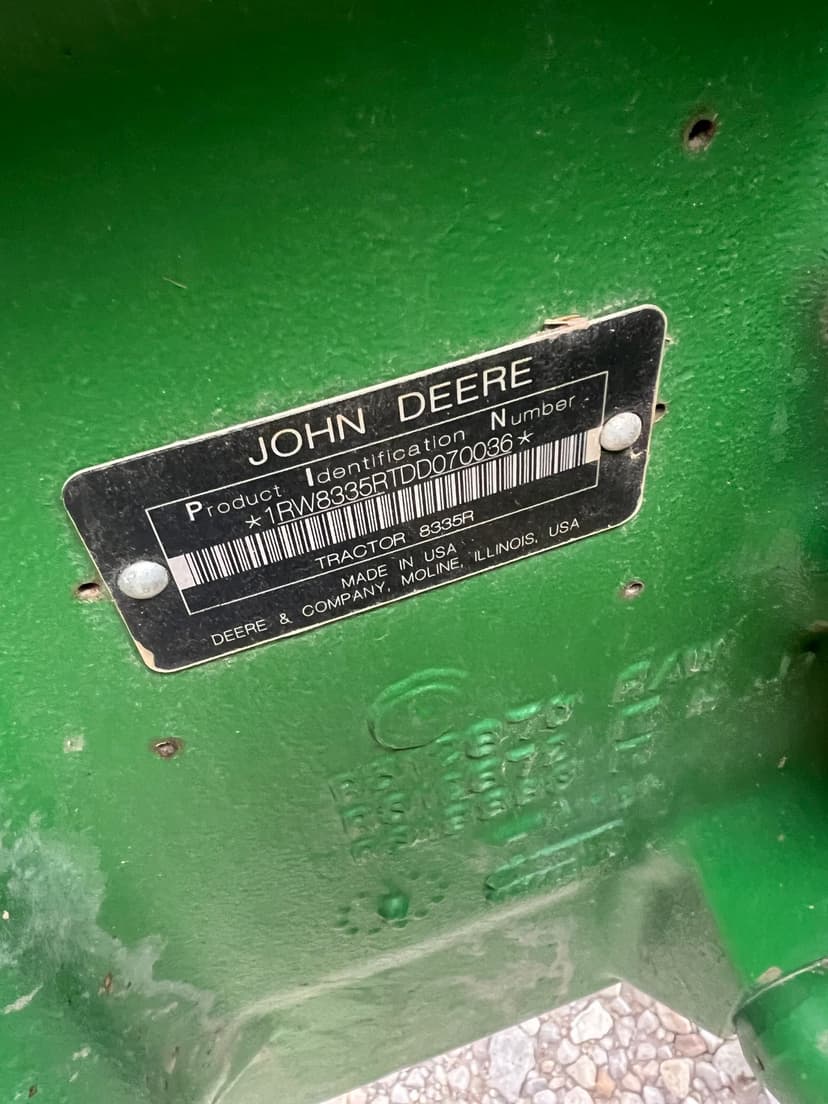 JOHN DEERE
Product Identification Number
*1RW8335RTDD070036*
TRACTOR 8335R
MADE IN USA
DEERE & COMPANY, MOLINE, ILLINOIS, USA